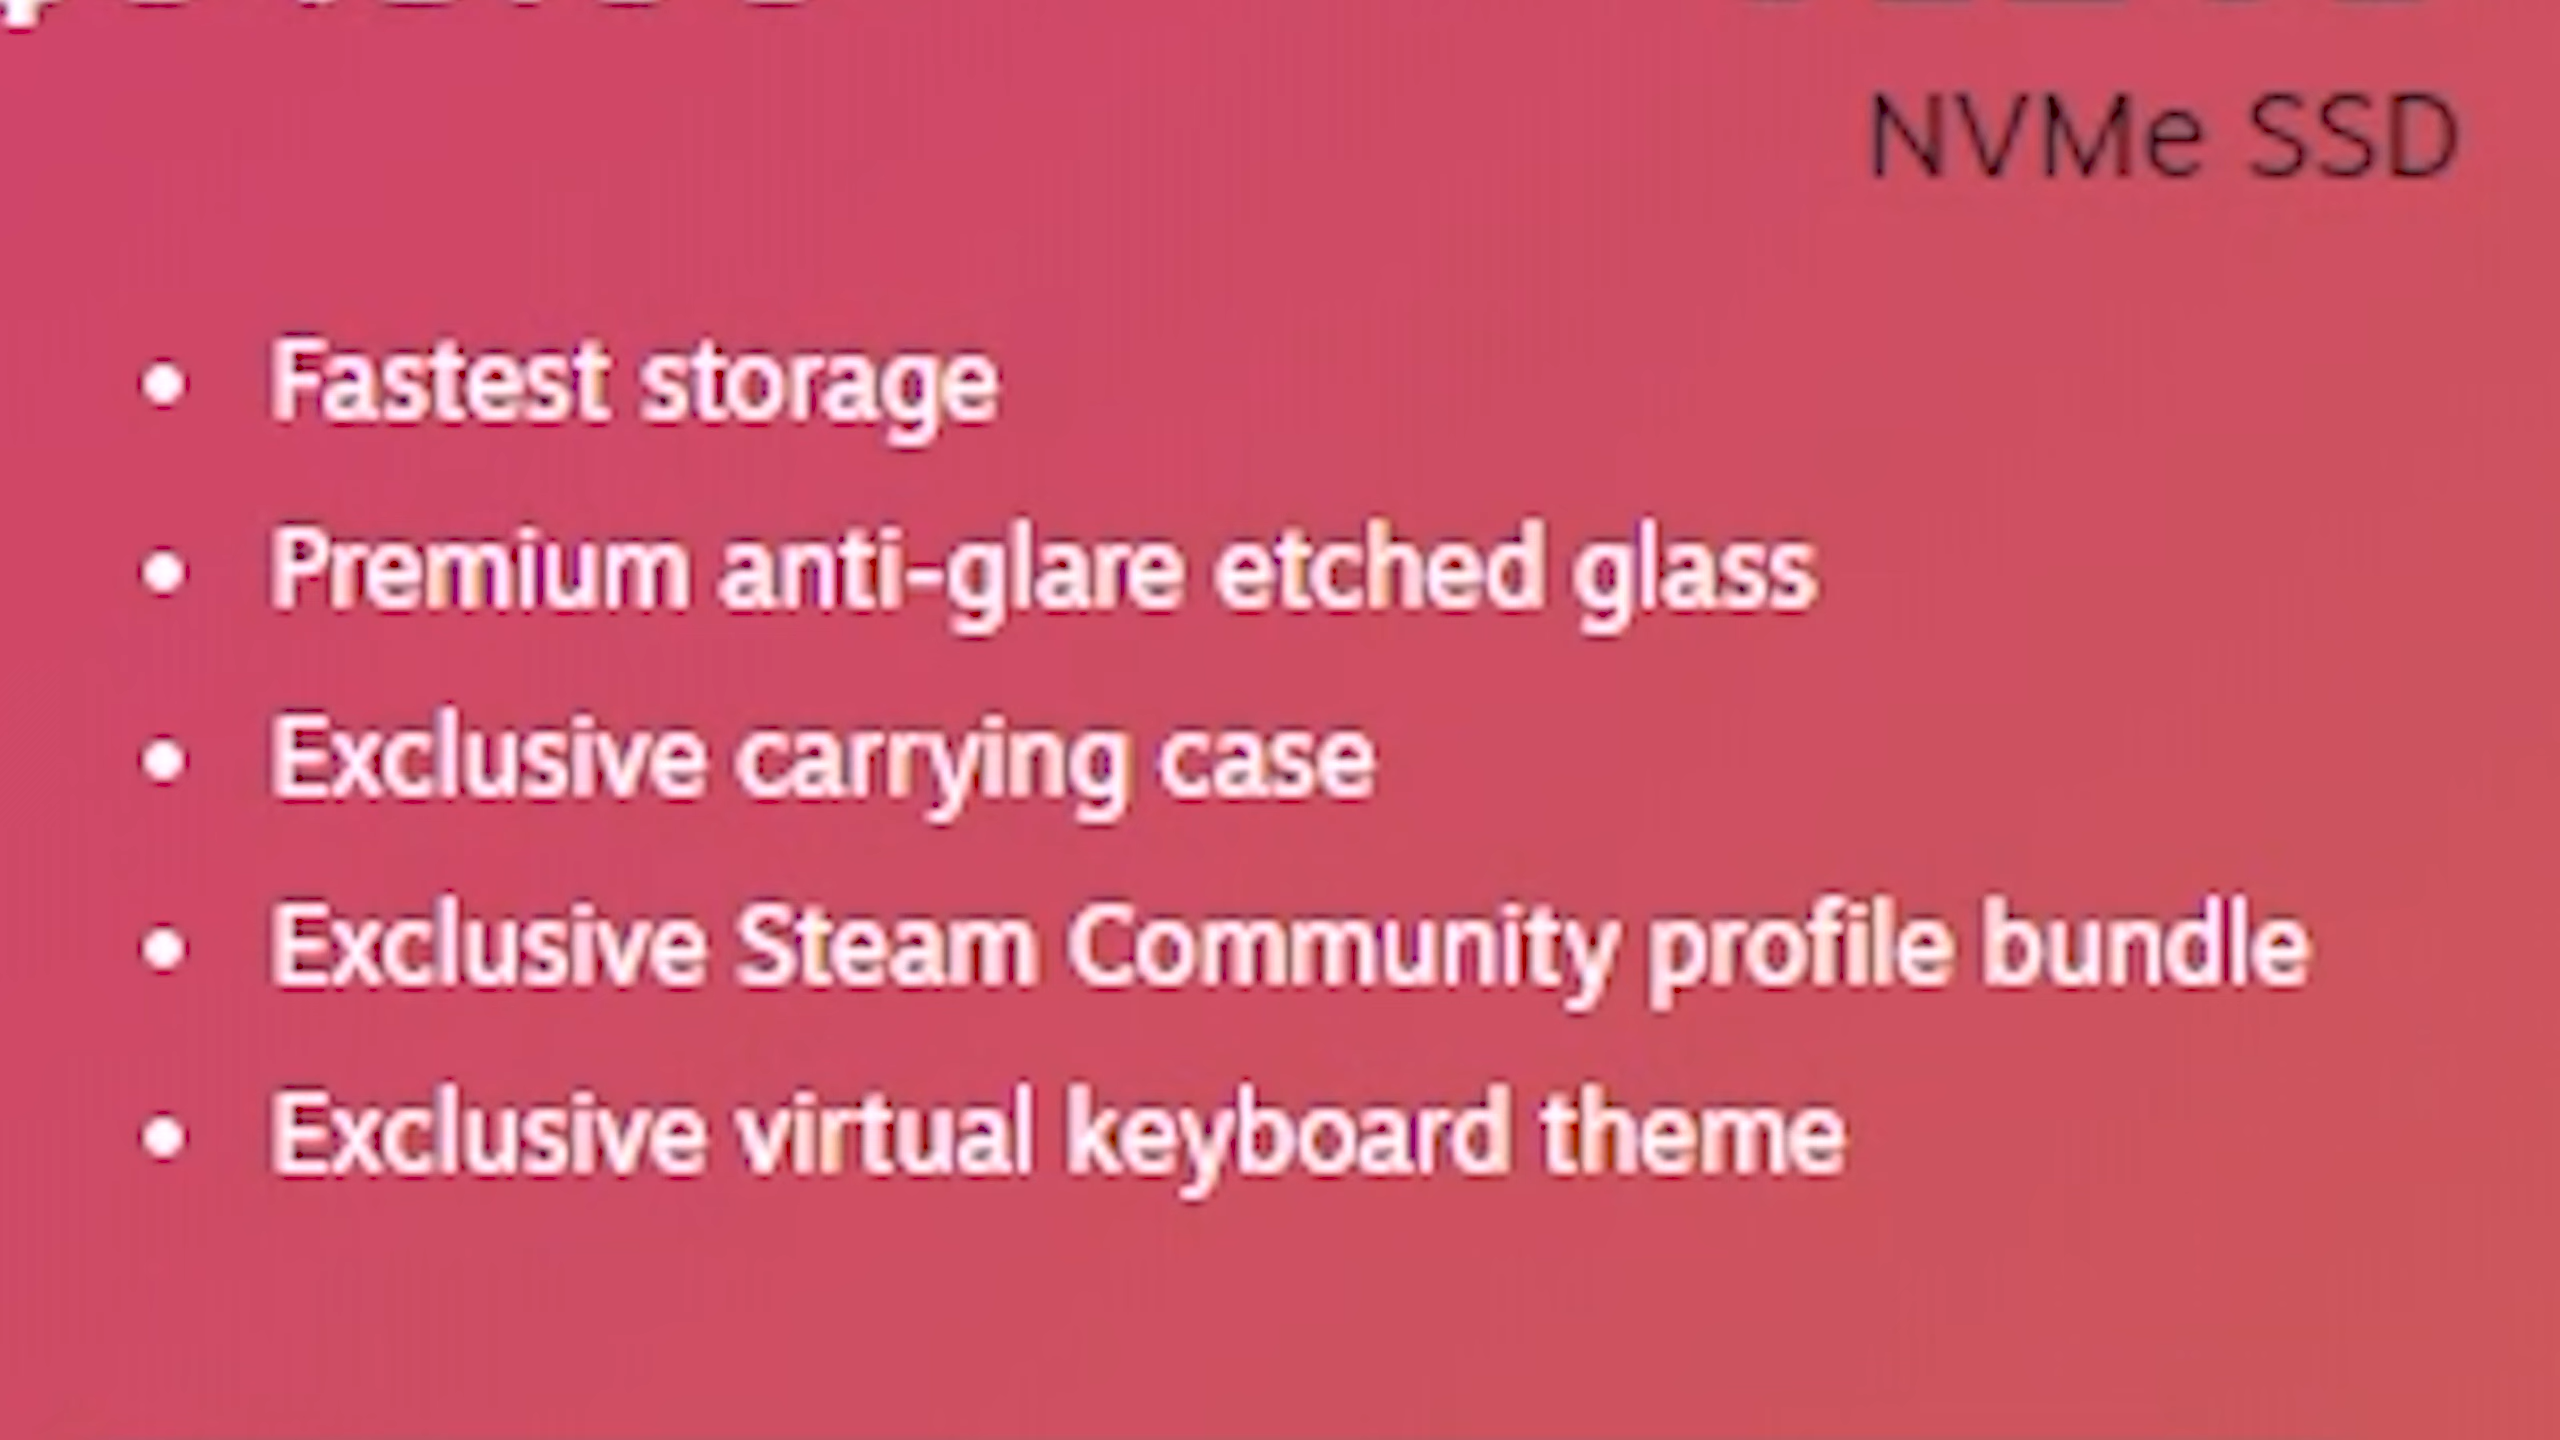 NVMe SSD
• Fastest storage
• Premium anti-glare etched glass
• Exclusive carrying case
• Exclusive Steam Community profile bundle
• Exclusive virtual keyboard theme